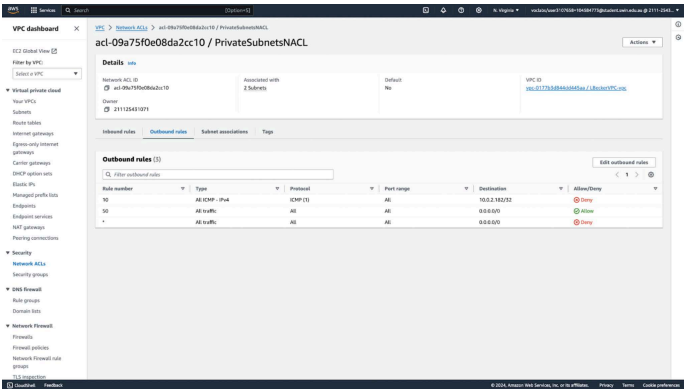 aws Services Search [Option+S] N. Virginia
VPC dashboard
EC2 Global View
Filter by VPC:
Select a VPC
Virtual private cloud
Your VPCs
Subnets
Route tables
Internet gateways
Egress-only internet
gateways
Carrier gateways
DHCP option sets
Elastic IPs
Managed prefix lists
Endpoints
Endpoint services
NAT gateways
Peering connections
Security
Network ACLs
Security groups
DNS firewall
Rule groups
Domain lists
Network Firewall
Firewalls
Firewall policies
Network Firewall rule
groups
TLS inspection
VPC > Network ACLs > acl-09a75f0e08da2cc10 / PrivateSubnetsNACL
acl-09a75f0e08da2cc10 / PrivateSubnetsNACL
Actions
Details Info
Network ACL ID Associated with Default VPC ID
acl-09a75f0e08da2cc10 2 Subnets No
Owner
211125431071
Inbound rules Outbound rules Subnet associations Tags
Outbound rules (3) Edit outbound rules
Filter outbound rules 1
Rule number Type Protocol Port range Destination Allow/Deny
10 All ICMP - IPv4 ICMP (1) All 10.0.2.182/32 Deny
50 All traffic All All 0.0.0.0/0 Allow
* All traffic All All 0.0.0.0/0 Deny
CloudShell Feedback © 2024, Amazon Web Services, Inc. or its affiliates. Privacy Terms Cookie preferences